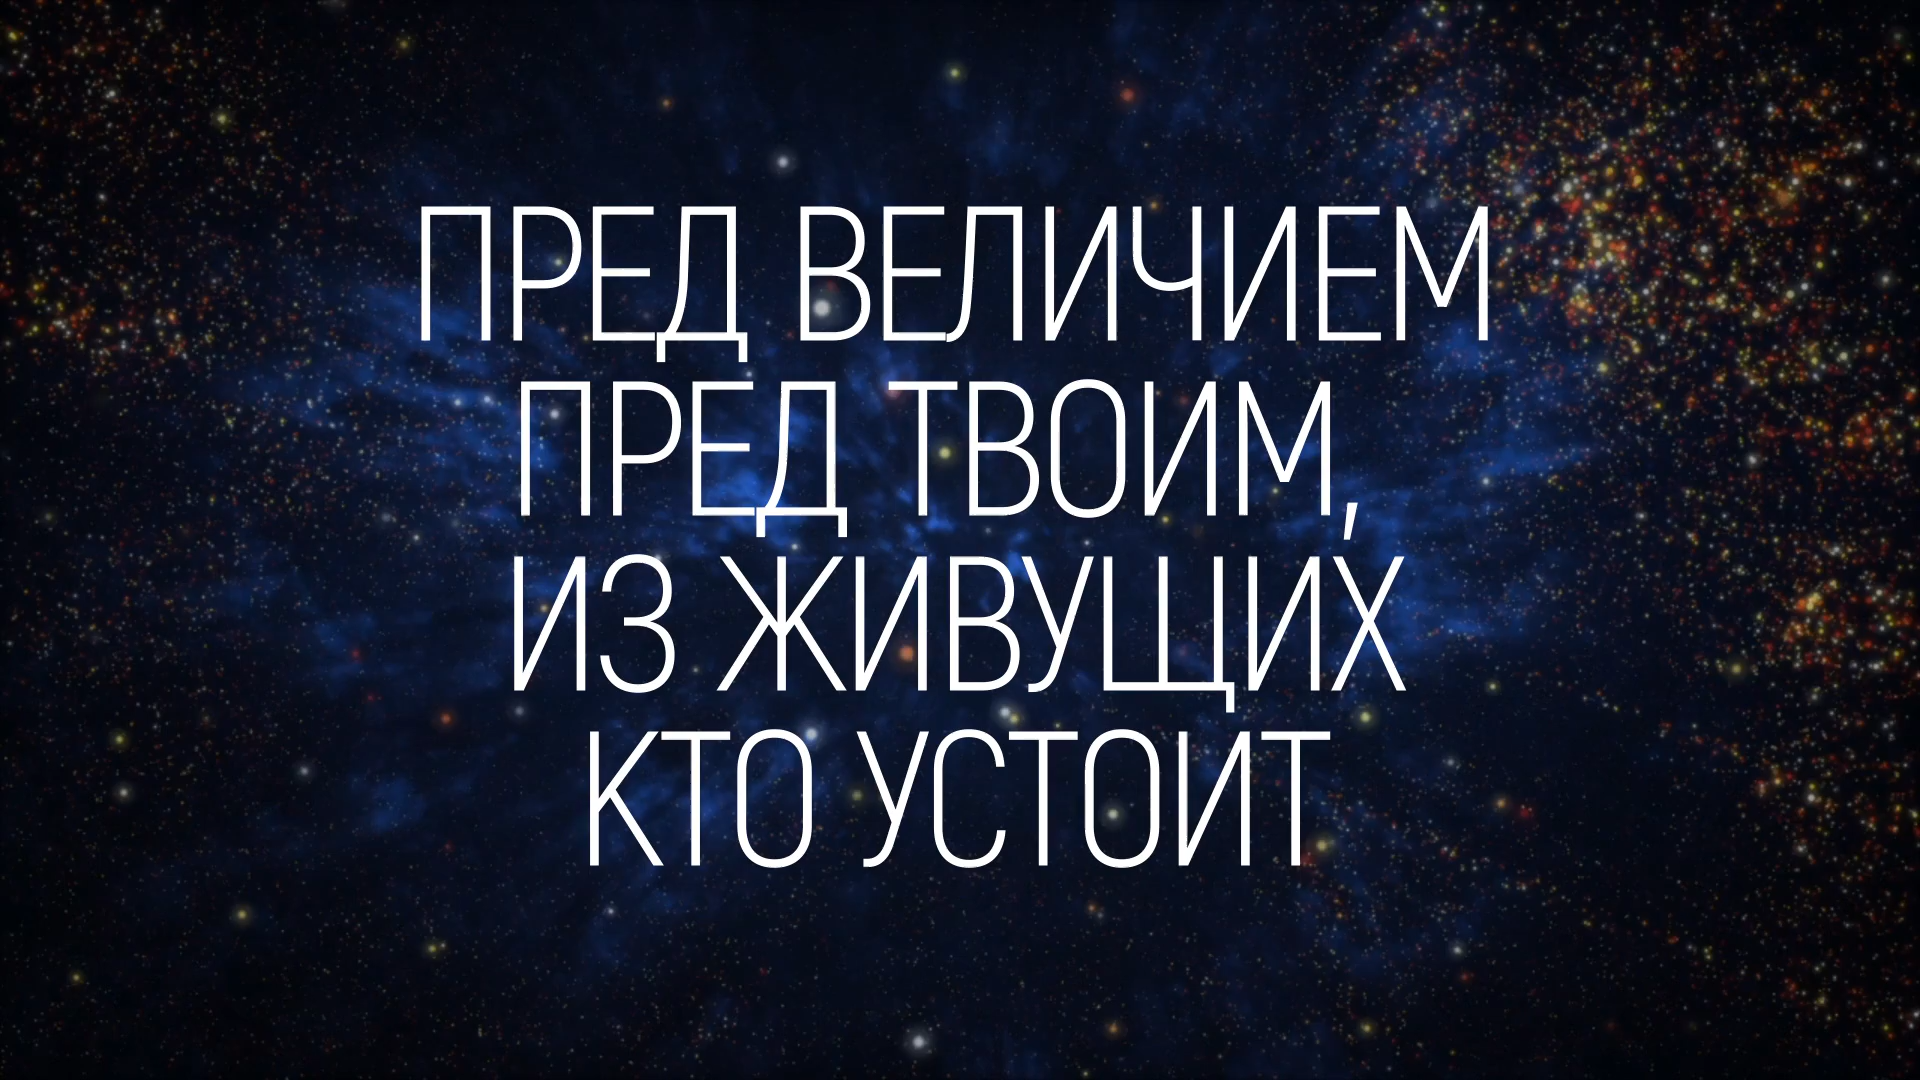 ПРЕД ВЕЛИЧИЕМ
ПРЕД ТВОИМ,
ИЗ ЖИВУЩИХ
КТО УСТОИТ